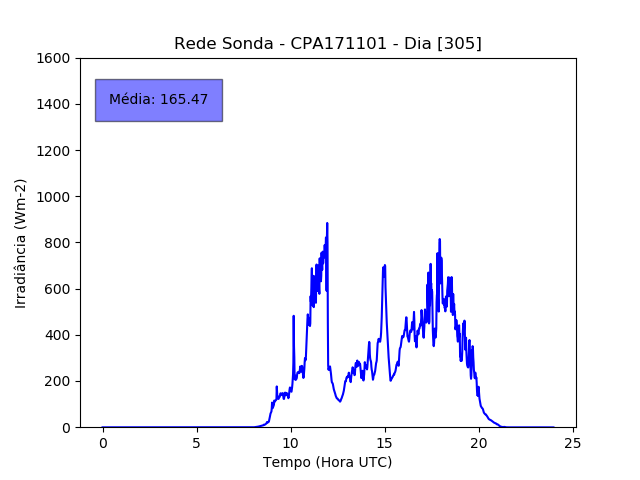 Rede Sonda - CPA171101 - Dia [305]
1600
1400
1200
1000
800
600
400
200
0
Média: 165.47
Irradiância (Wm-2)
0 5 10 15 20 25
Tempo (Hora UTC)